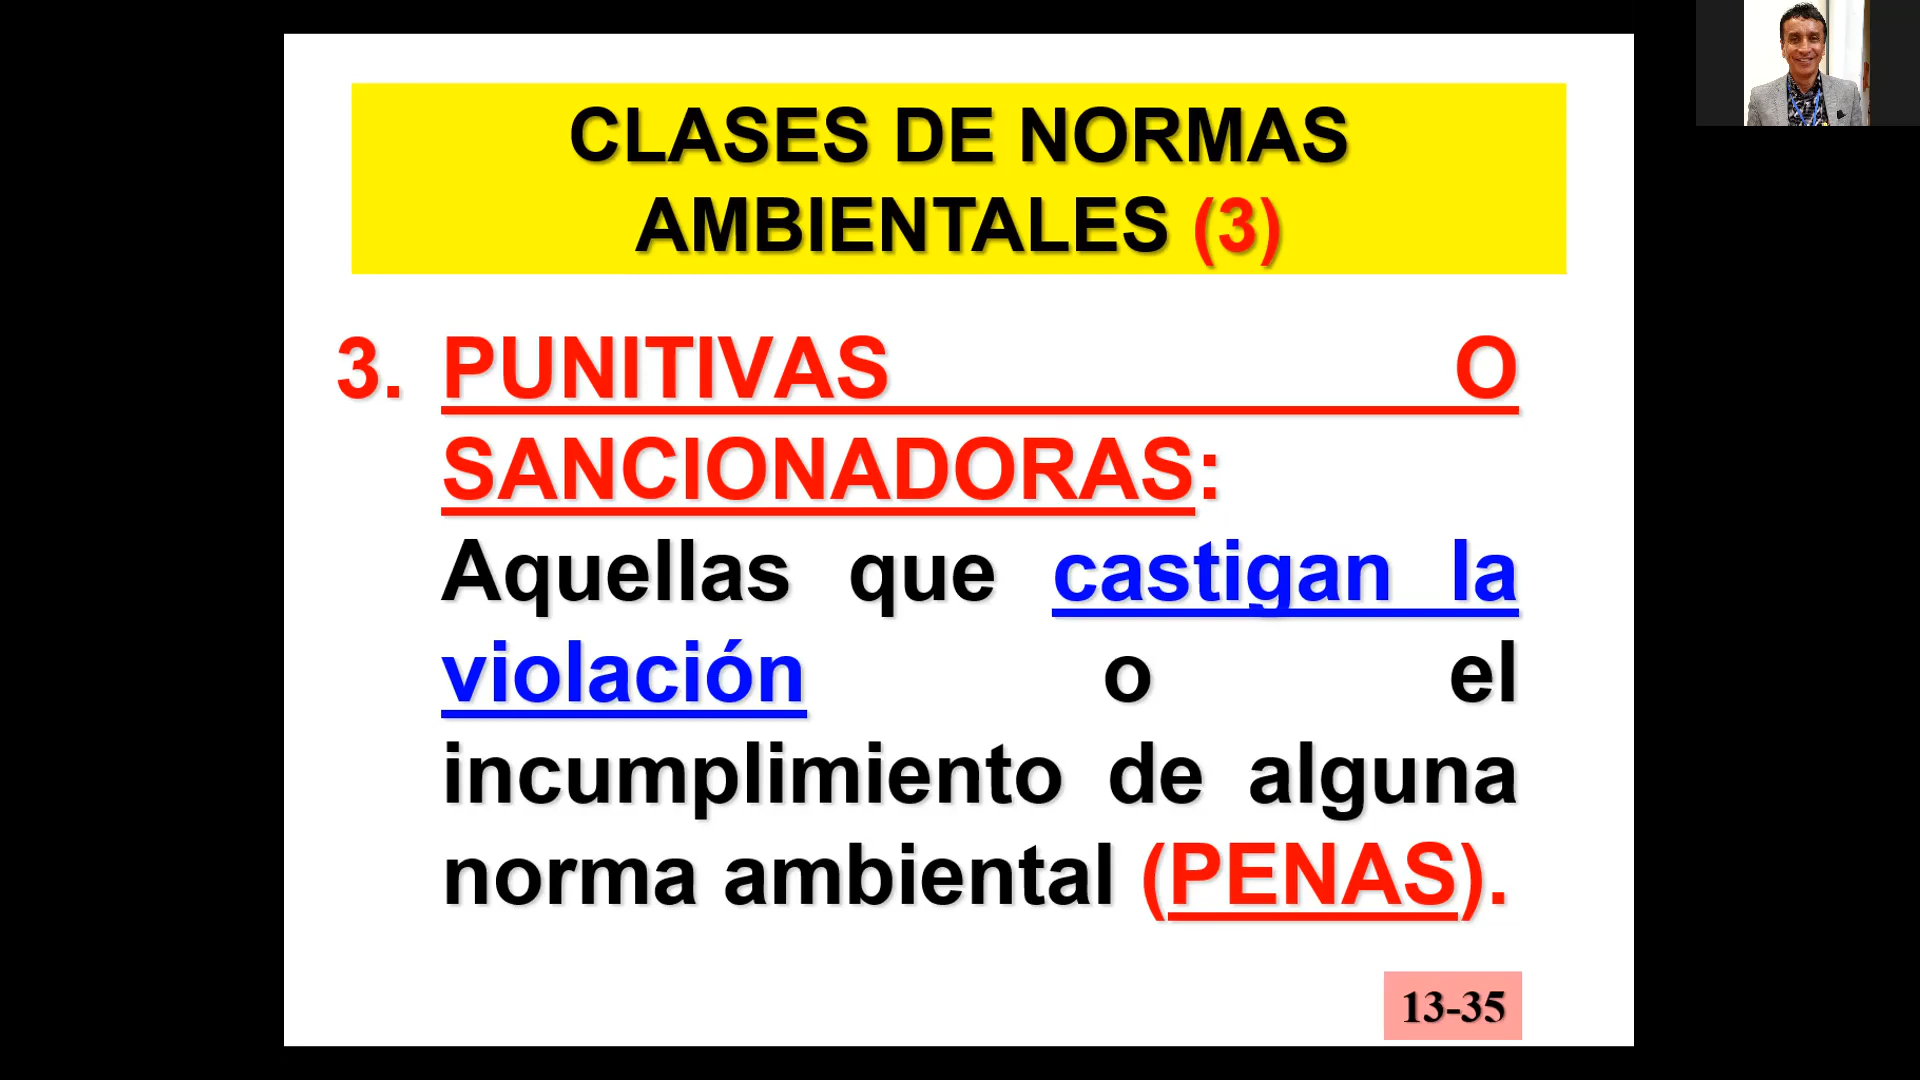 CLASES DE NORMAS
AMBIENTALES (3)
3. PUNITIVAS O
SANCIONADORAS:
Aquellas que castigan la
violación o el
incumplimiento de alguna
norma ambiental (PENAS).
13-35